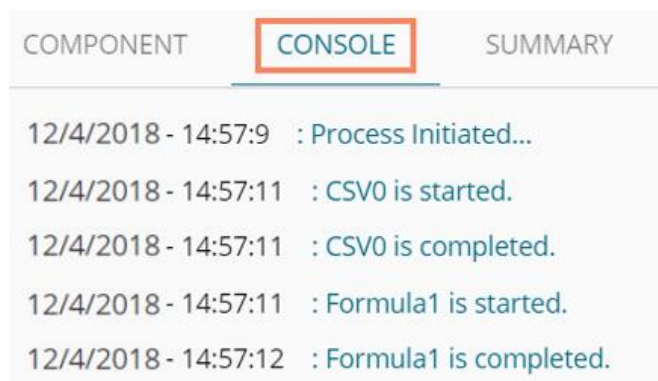 COMPONENT CONSOLE SUMMARY
12/4/2018 - 14:57:9 : Process Initiated...
12/4/2018 - 14:57:11 : CSV0 is started.
12/4/2018 - 14:57:11 : CSV0 is completed.
12/4/2018 - 14:57:11 : Formula1 is started.
12/4/2018 - 14:57:12 : Formula1 is completed.